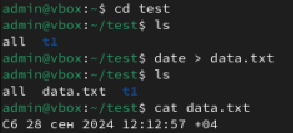 admin@vbox:~$ cd test
admin@vbox:~/test$ ls
all  t1
admin@vbox:~/test$ date > data.txt
admin@vbox:~/test$ ls
all  data.txt  t1
admin@vbox:~/test$ cat data.txt
Сб 28 сен 2024 12:12:57 +04